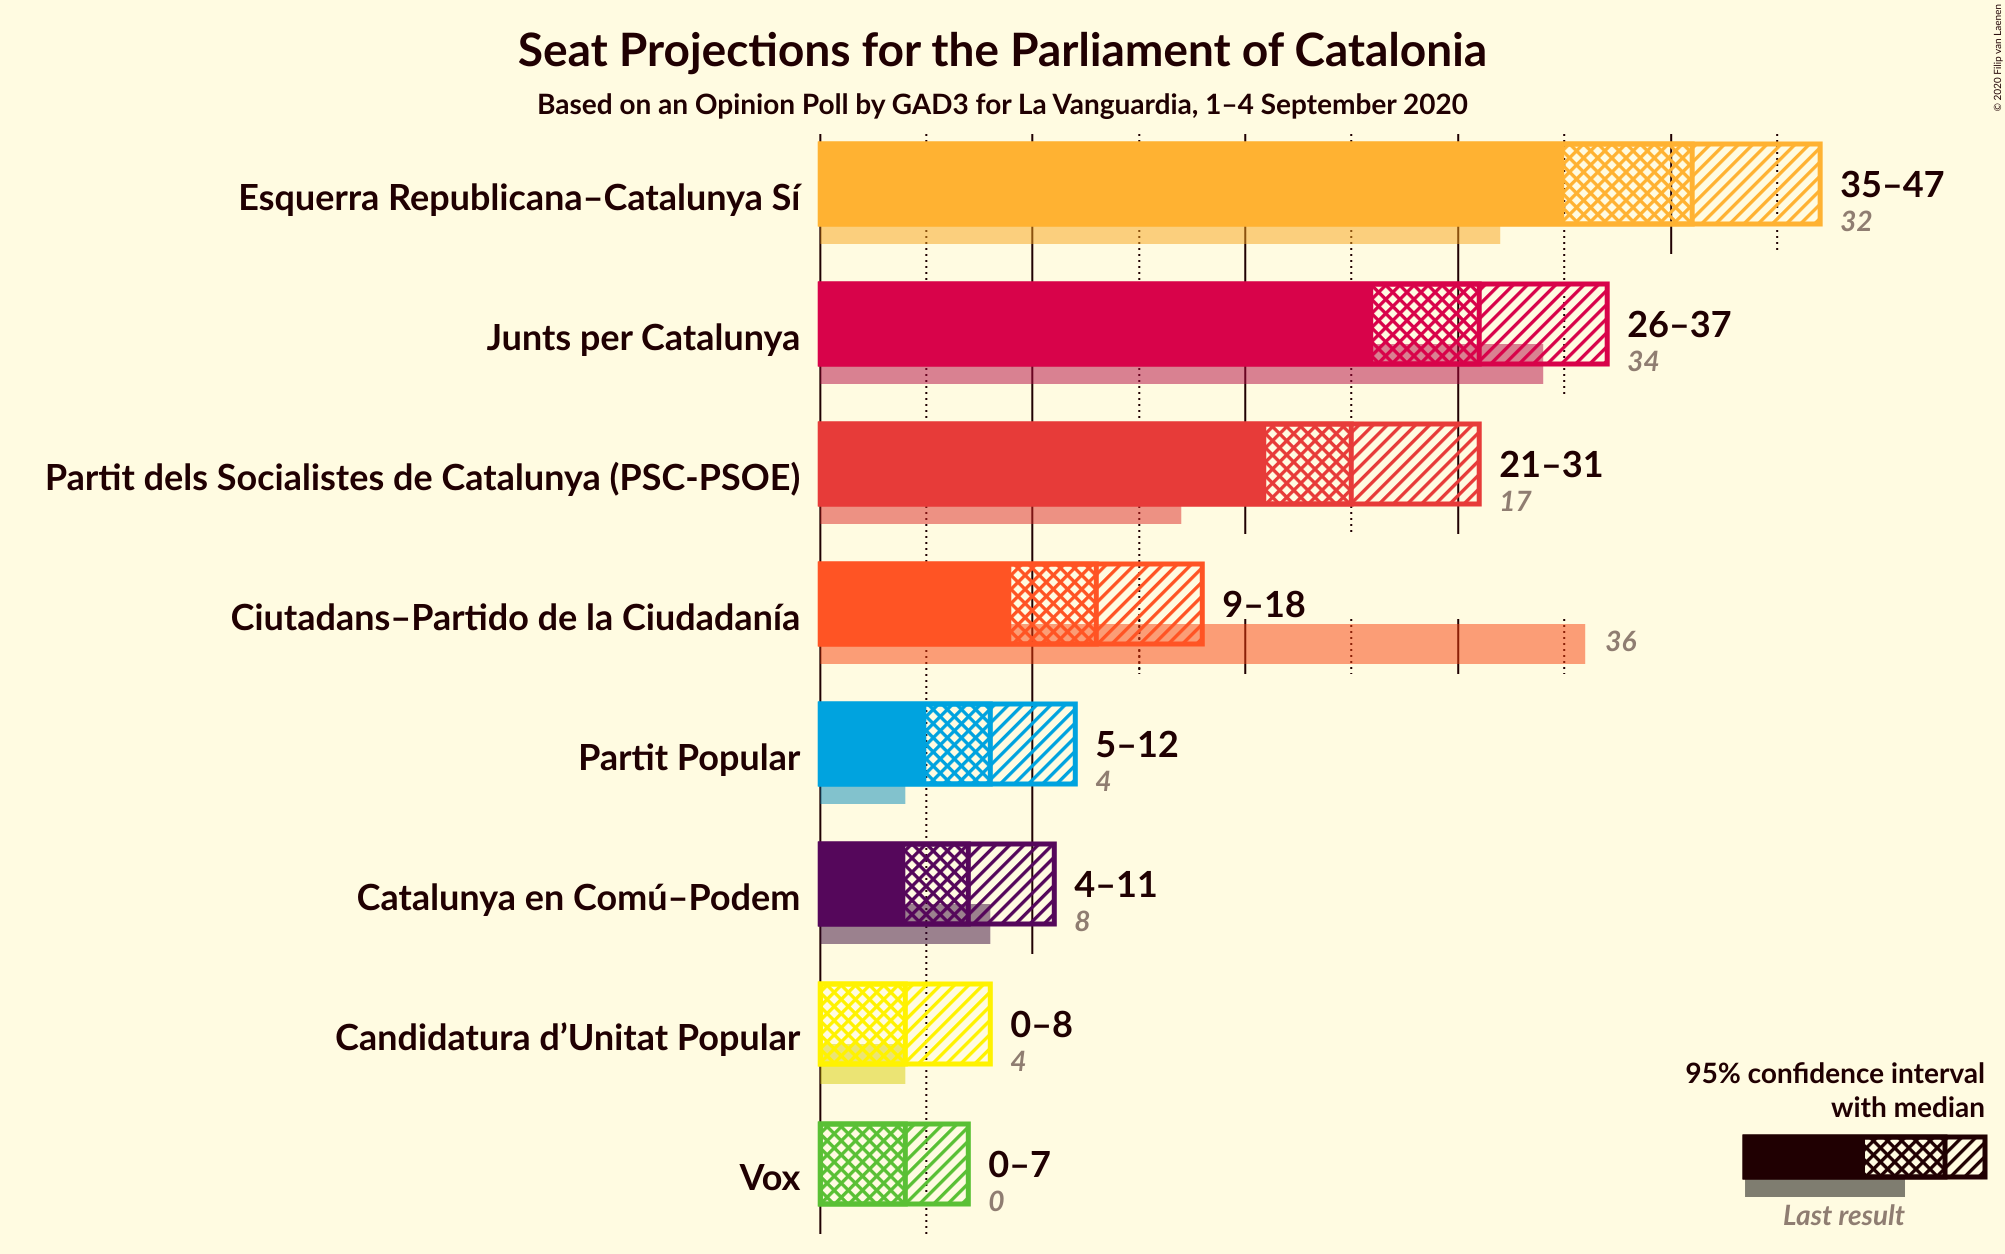 Seat Projections for the Parliament of Catalonia
Based on an Opinion Poll by GAD3 for La Vanguardia, 1–4 September 2020
© 2020 Filip van Laenen
Esquerra Republicana–Catalunya Sí
35–47
32
Junts per Catalunya
26–37
34
Partit dels Socialistes de Catalunya (PSC-PSOE)
21–31
17
Ciutadans–Partido de la Ciudadanía
9–18
36
Partit Popular
5–12
4
Catalunya en Comú–Podem
4–11
8
Candidatura d’Unitat Popular
0–8
4
Vox
0–7
0
95% confidence interval
with median
Last result